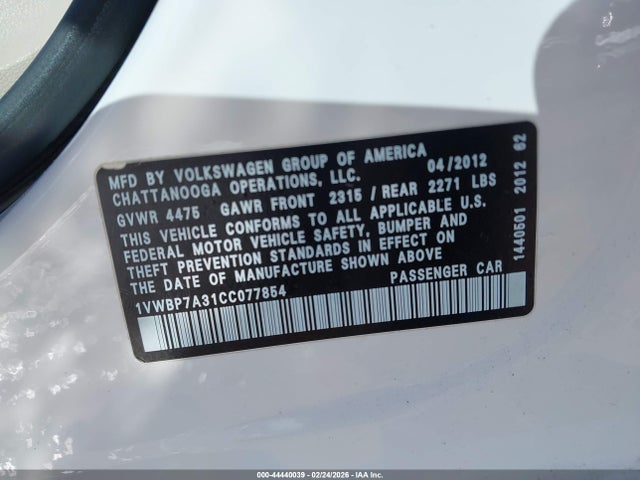 MFD BY VOLKSWAGEN GROUP OF AMERICA
CHATTANOOGA OPERATIONS, LLC. 04/2012
GVWR 4475 GAWR FRONT 2315 / REAR 2271 LBS
THIS VEHICLE CONFORMS TO ALL APPLICABLE U.S.
FEDERAL MOTOR VEHICLE SAFETY, BUMPER AND
THEFT PREVENTION STANDARDS IN EFFECT ON
THE DATE OF MANUFACTURE SHOWN ABOVE
1VWBP7A31CC077854 PASSENGER CAR
1440501 2012 62
000-44440039 - 02/24/2026 - IAA Inc.